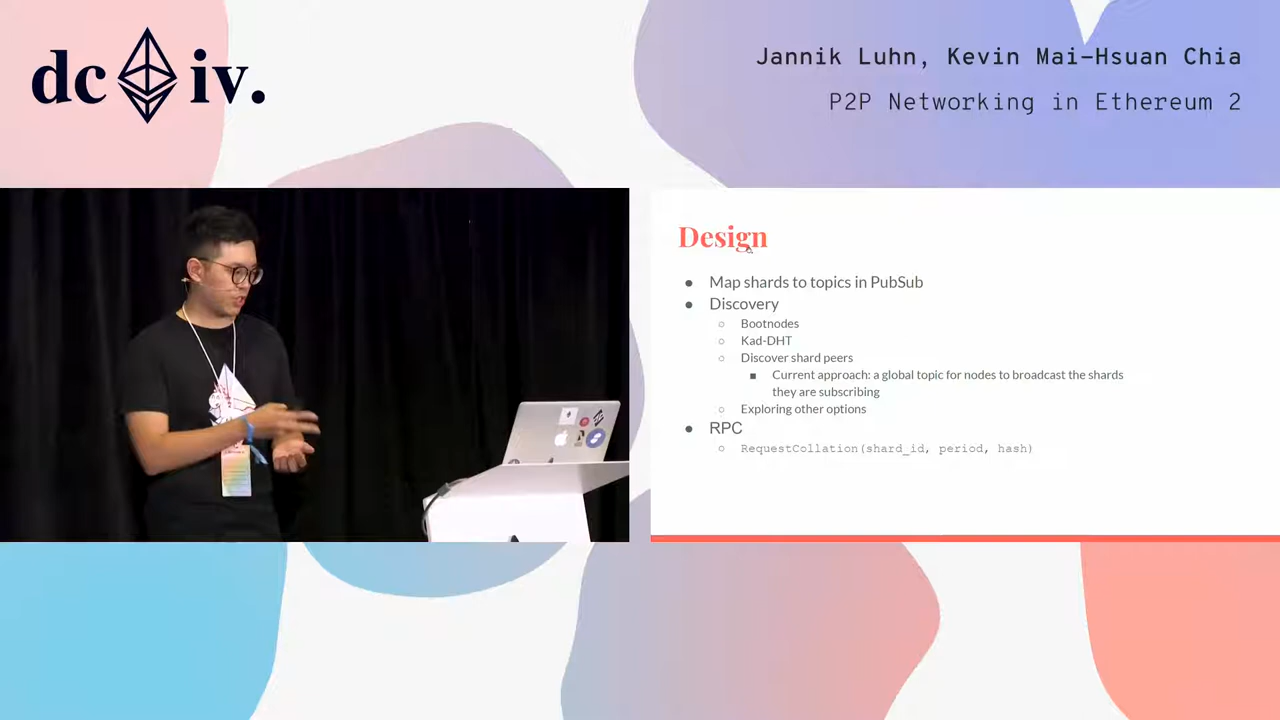 dc iv.
Jannik Luhn, Kevin Mai-Hsuan Chia
P2P Networking in Ethereum 2
Design
● Map shards to topics in PubSub
● Discovery
○ Bootnodes
○ Kad-DHT
○ Discover shard peers
■ Current approach: a global topic for nodes to broadcast the shards
they are subscribing
○ Exploring other options
● RPC
○ RequestCollation(shard_id, period, hash)